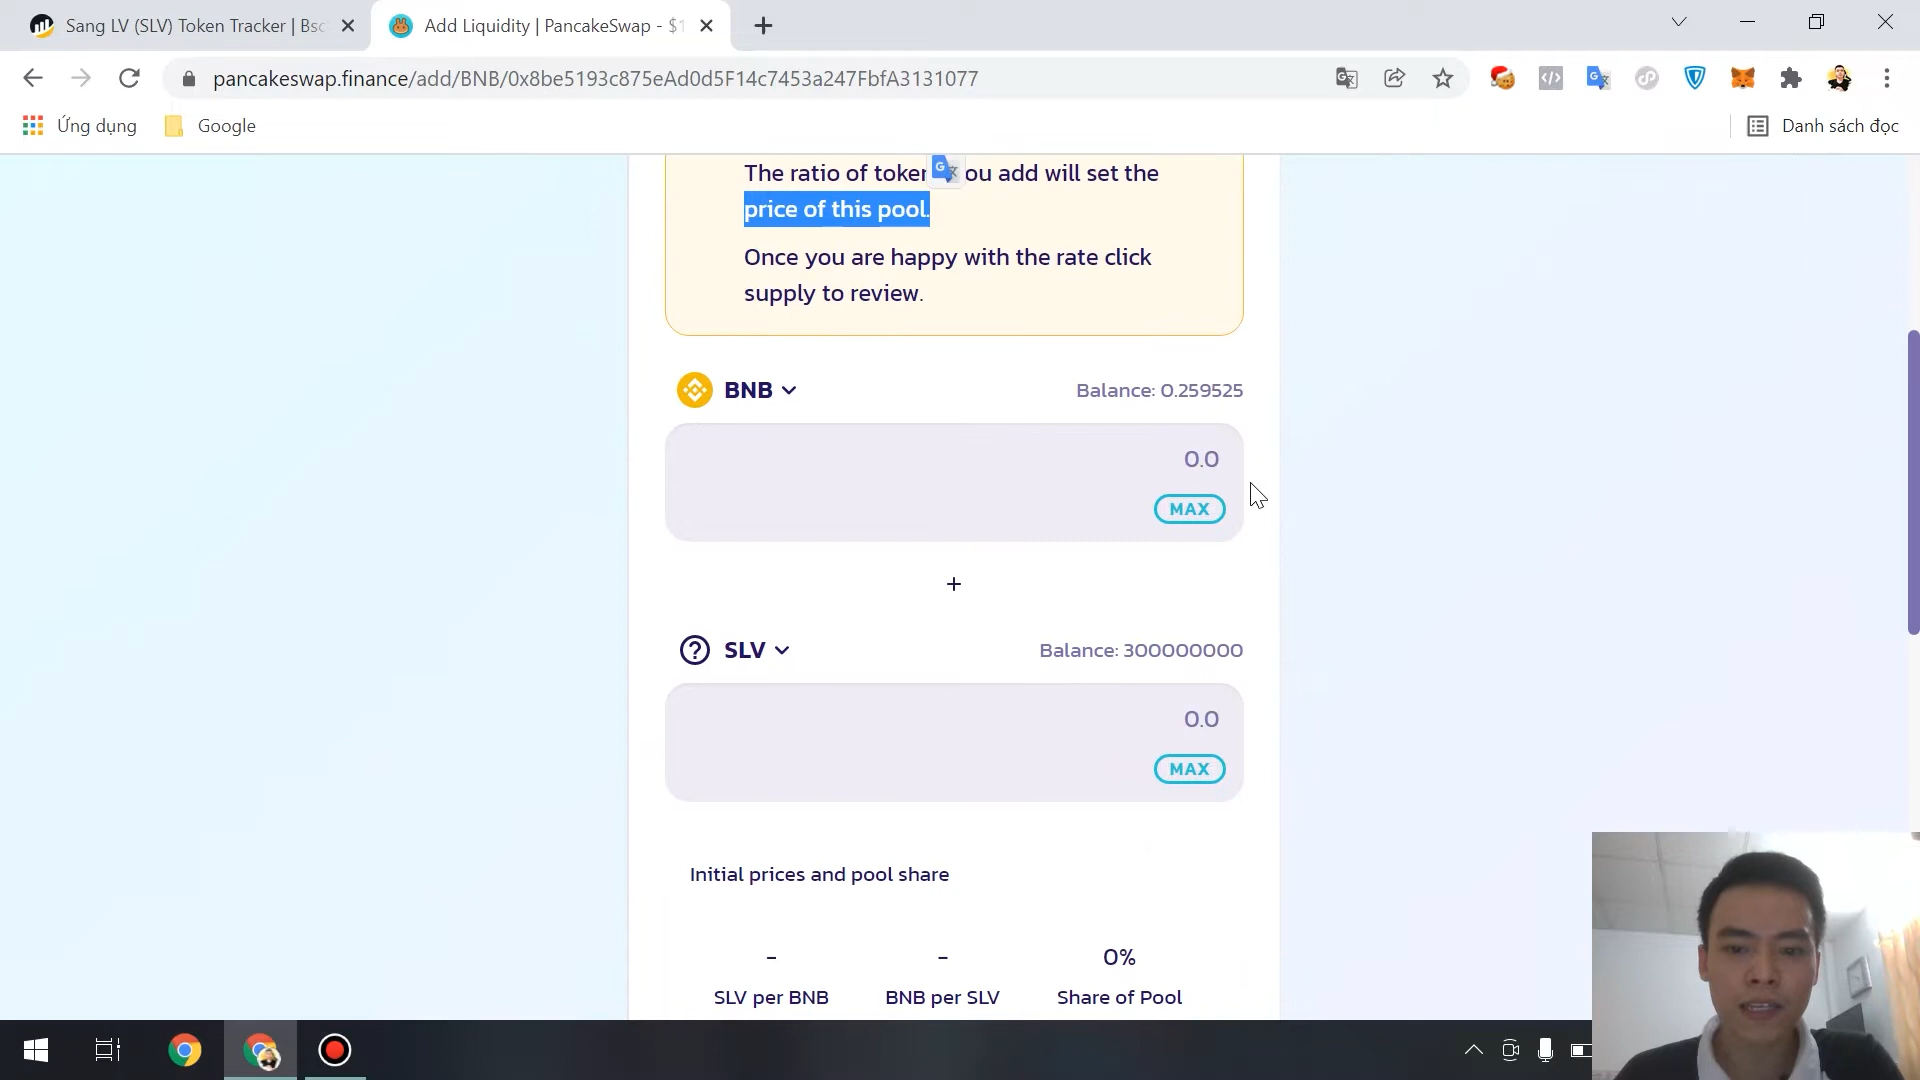 Sang LV (SLV) Token Tracker | Bsc
Add Liquidity | PancakeSwap - $1
pancakeswap.finance/add/BNB/0x8be5193c875eAd0d5F14c7453a247FbfA3131077
Ứng dụng
Google
Danh sách đọc
The ratio of token ou add will set the
price of this pool.
Once you are happy with the rate click
supply to review.
BNB
Balance: 0.259525
0.0
MAX
+
SLV
Balance: 300000000
0.0
MAX
Initial prices and pool share
- - 0%
SLV per BNB BNB per SLV Share of Pool